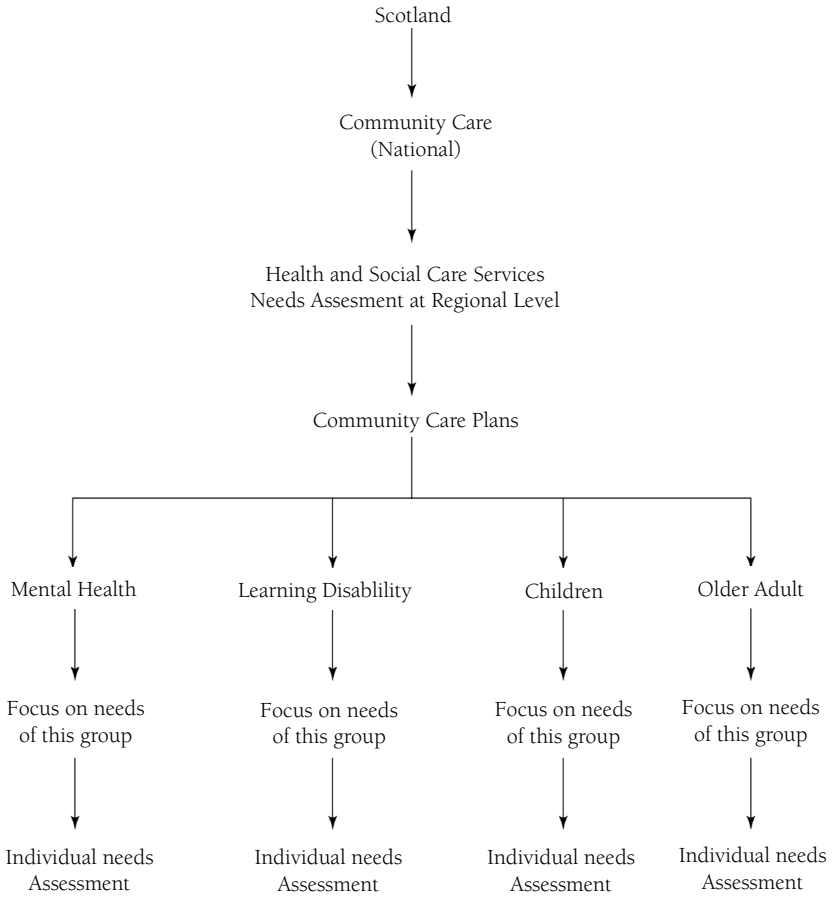 Scotland
Community Care
(National)
Health and Social Care Services
Needs Assesment at Regional Level
Community Care Plans
Mental Health
Learning Disablility
Children
Older Adult
Focus on needs
of this group
Focus on needs
of this group
Focus on needs
of this group
Focus on needs
of this group
Individual needs
Assessment
Individual needs
Assessment
Individual needs
Assessment
Individual needs
Assessment